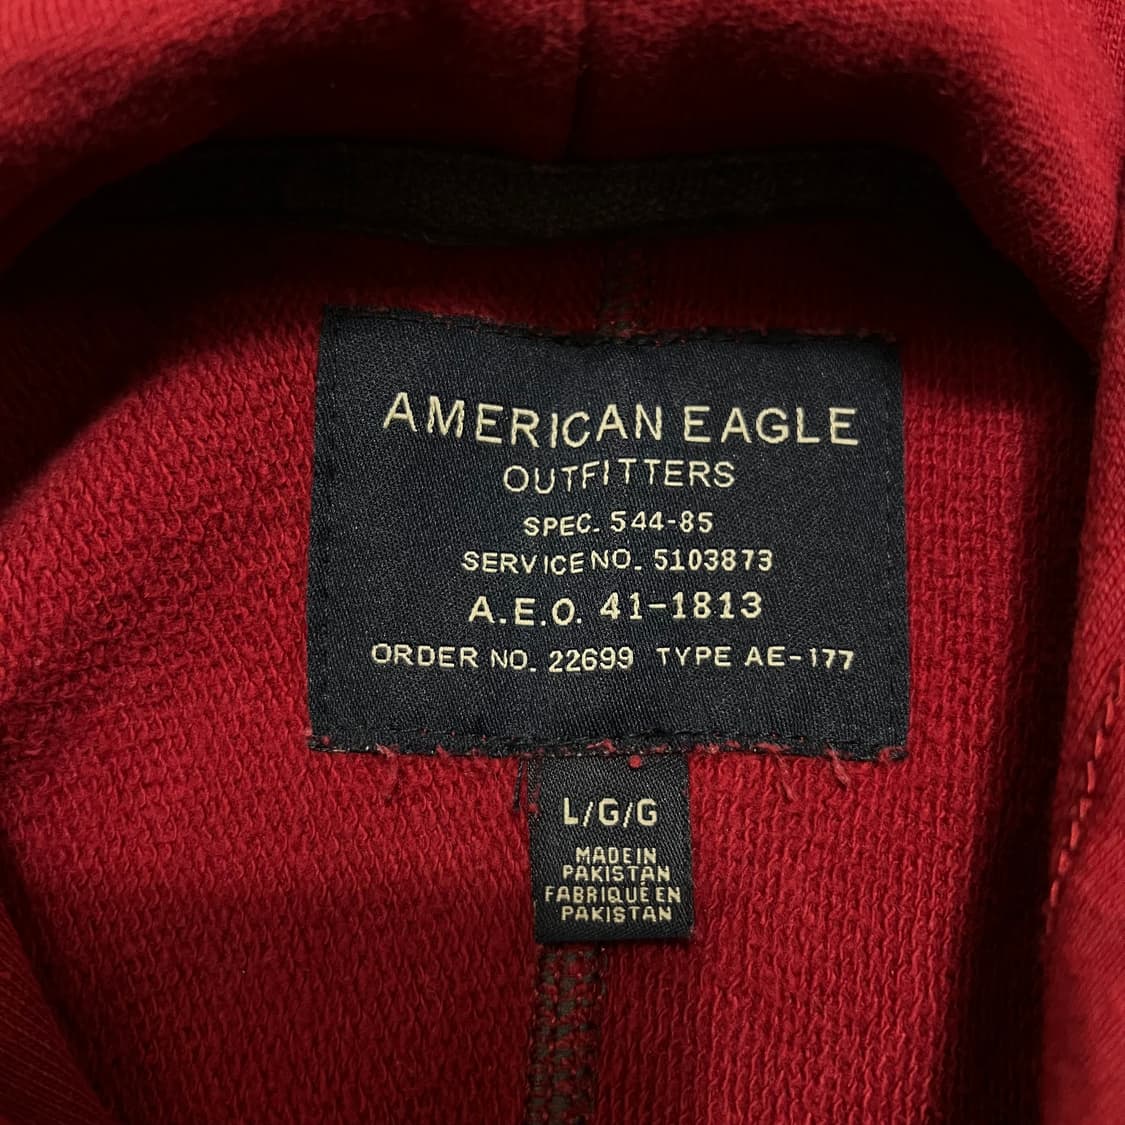 AMERICAN EAGLE
OUTFITTERS
SPEC. 544-85
SERVICE NO. 5103873
A.E.O. 41-1813
ORDER NO. 22699 TYPE AE-177
L/G/G
MADE IN
PAKISTAN
FABRIQUÉ EN
PAKISTAN